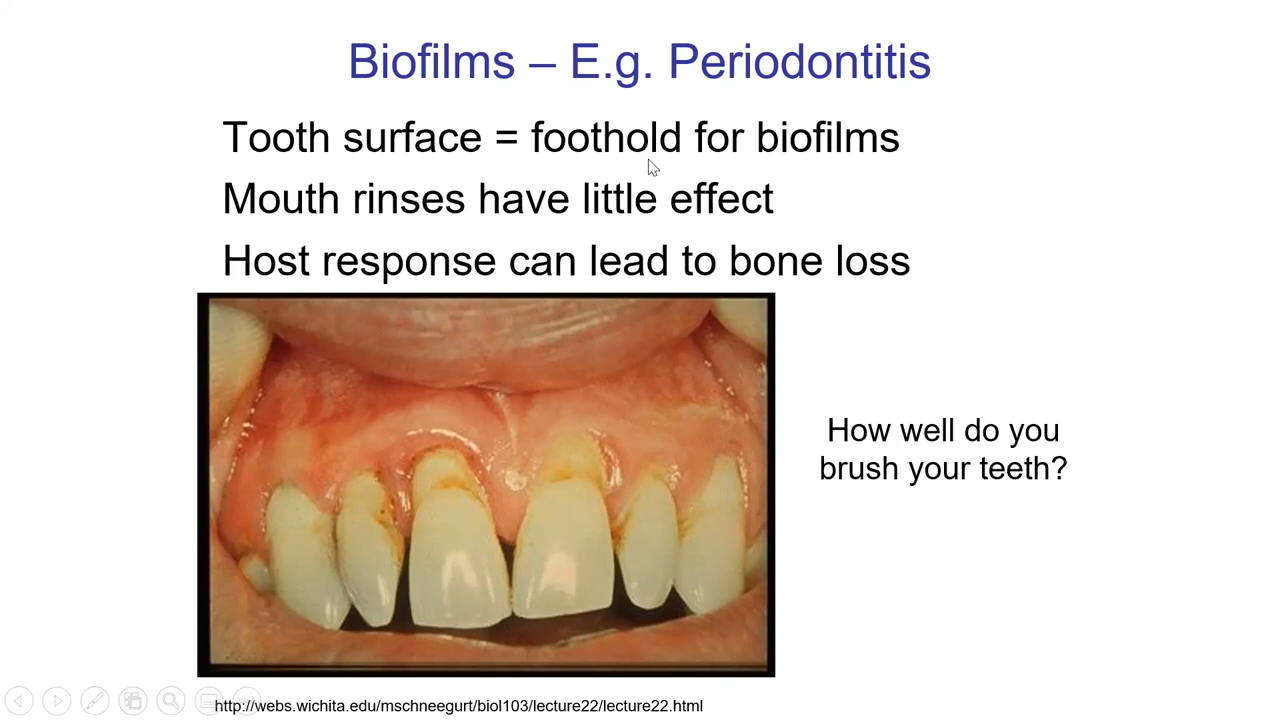 Biofilms – E.g. Periodontitis
Tooth surface = foothold for biofilms
Mouth rinses have little effect
Host response can lead to bone loss
How well do you
brush your teeth?
http://webs.wichita.edu/mschneegurt/biol103/lecture22/lecture22.html